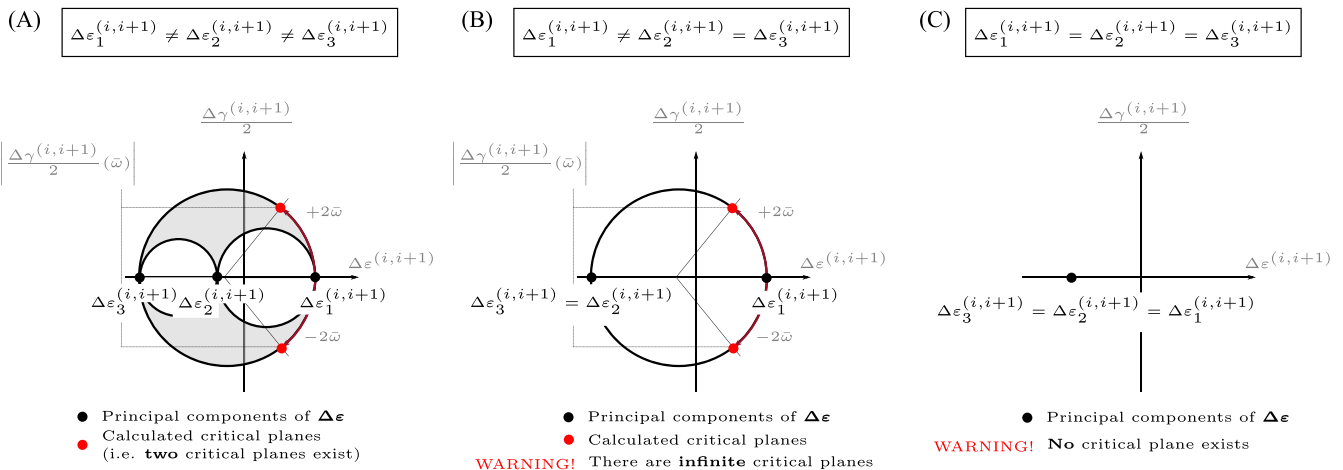 (A)
Δε₁^(i,i+1) ≠ Δε₂^(i,i+1) ≠ Δε₃^(i,i+1)
Δγ^(i,i+1)/2
|Δγ^(i,i+1)/2 (ω̄)|
+2ω̄
Δε^(i,i+1)
Δε₃^(i,i+1) Δε₂^(i,i+1) Δε₁^(i,i+1)
−2ω̄
Principal components of Δε
Calculated critical planes
(i.e. two critical planes exist)
(B)
Δε₁^(i,i+1) ≠ Δε₂^(i,i+1) = Δε₃^(i,i+1)
Δγ^(i,i+1)/2
|Δγ^(i,i+1)/2 (ω̄)|
+2ω̄
Δε^(i,i+1)
Δε₃^(i,i+1) = Δε₂^(i,i+1) Δε₁^(i,i+1)
−2ω̄
Principal components of Δε
Calculated critical planes
WARNING! There are infinite critical planes
(C)
Δε₁^(i,i+1) = Δε₂^(i,i+1) = Δε₃^(i,i+1)
Δγ^(i,i+1)/2
Δε^(i,i+1)
Δε₃^(i,i+1) = Δε₂^(i,i+1) = Δε₁^(i,i+1)
Principal components of Δε
WARNING! No critical plane exists